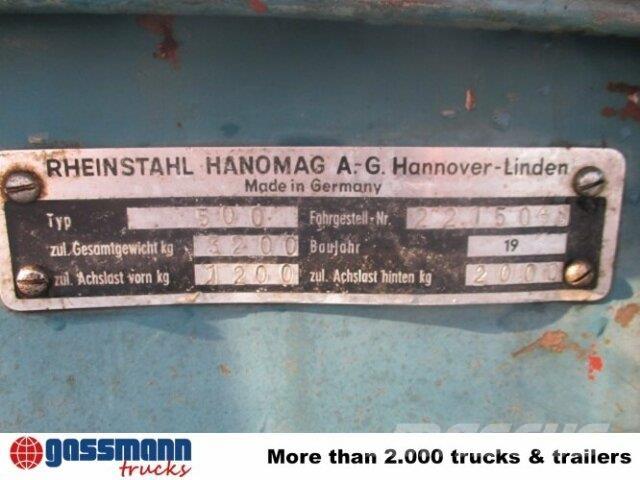 RHEINSTAHL HANOMAG A.-G. Hannover-Linden
Made in Germany
Typ 500 Fahrgestell-Nr.
zul. Gesamtgewicht kg 3200 Baujahr 19
zul. Achslast vorn kg 1200 zul. Achslast hinten kg 2000
gassmann trucks More than 2.000 trucks & trailers